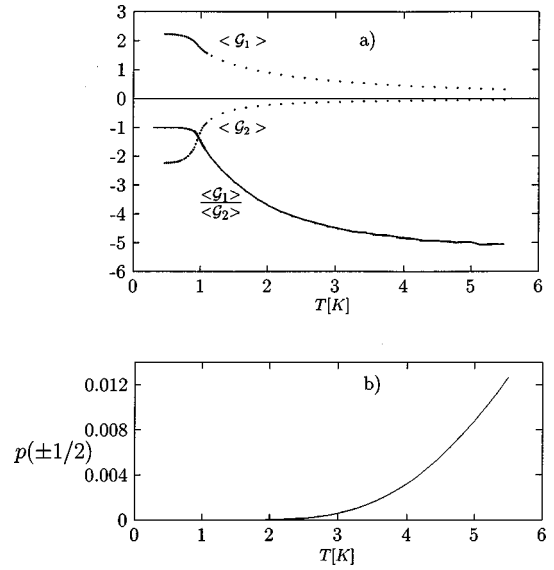 3
2
1
0
-1
-2
-3
-4
-5
-6
a)
< 𝒢₁ >
< 𝒢₂ >
<𝒢₁>
<𝒢₂>
0 1 2 3 4 5 6
T[K]
b)
0.012
0.008
0.004
0
p(±1/2)
0 1 2 3 4 5 6
T[K]